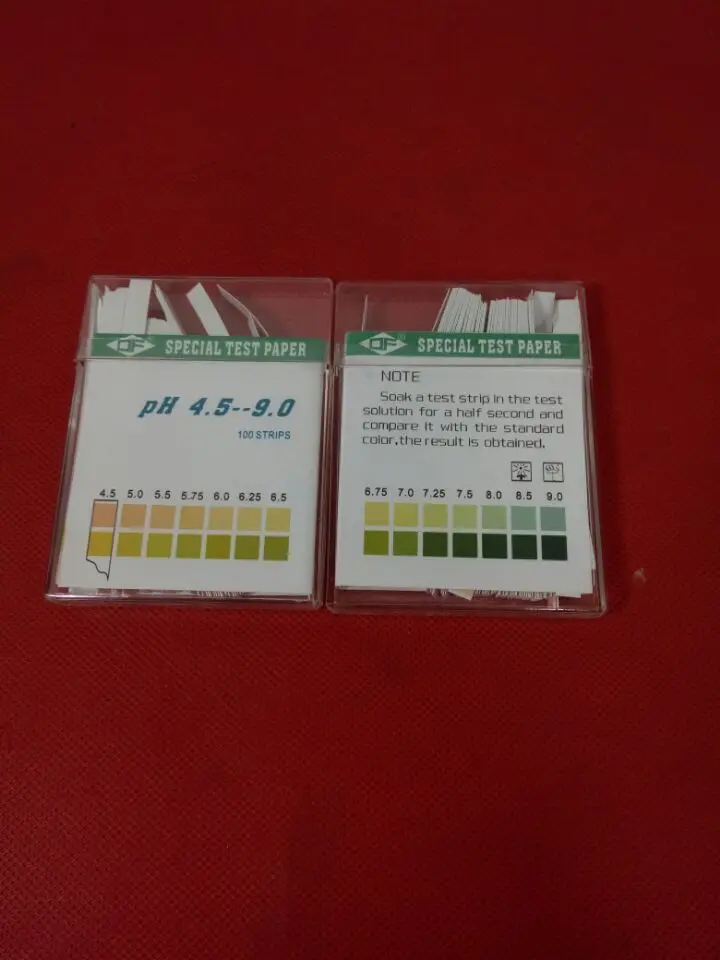 QF SPECIAL TEST PAPER
pH 4.5--9.0
100 STRIPS
4.5 5.0 5.5 5.75 6.0 6.25 6.5
QF® SPECIAL TEST PAPER
NOTE
Soak a test strip in the test
solution for a half second and
compare it with the standard
color,the result is obtained.
6.75 7.0 7.25 7.5 8.0 8.5 9.0